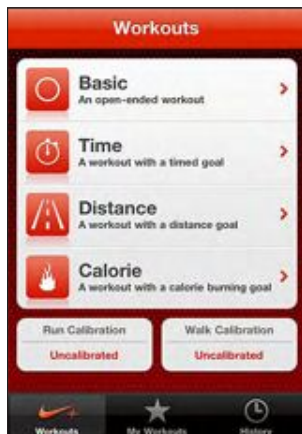 Workouts
Basic
An open-ended workout
Time
A workout with a timed goal
Distance
A workout with a distance goal
Calorie
A workout with a calorie burning goal
Run Calibration
Walk Calibration
Uncalibrated
Uncalibrated
Workouts
My Workouts
History